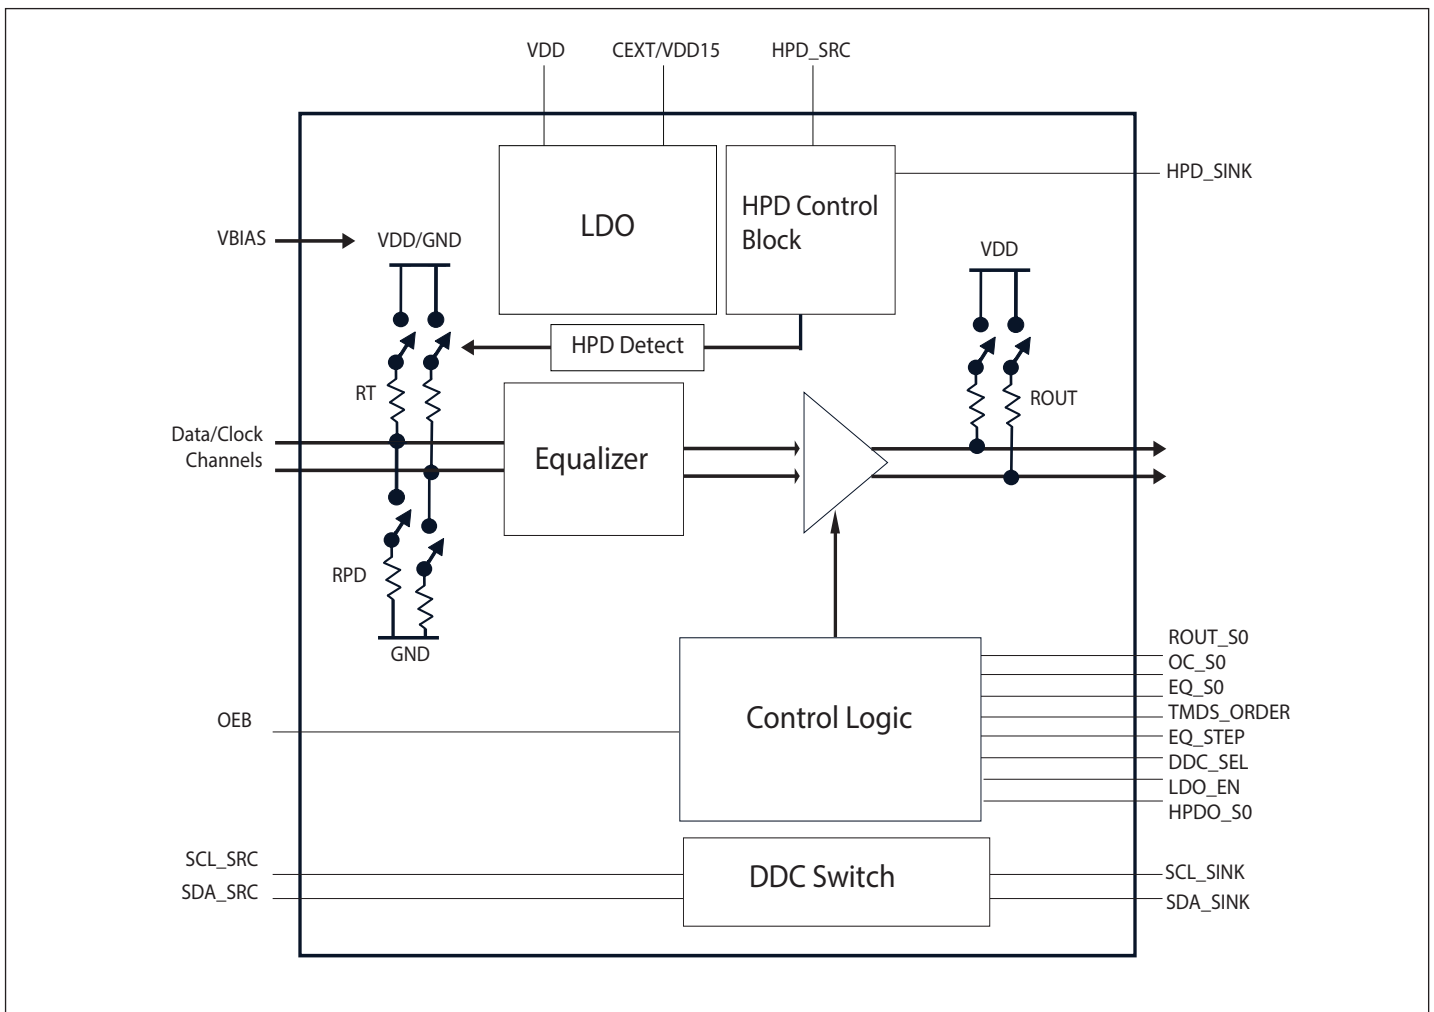 VDD
CEXT/VDD15
HPD_SRC
HPD_SINK
LDO
HPD Control
Block
VBIAS
VDD/GND
VDD
HPD Detect
RT
ROUT
Data/Clock
Channels
Equalizer
RPD
GND
ROUT_S0
OC_S0
EQ_S0
TMDS_ORDER
EQ_STEP
DDC_SEL
LDO_EN
HPDO_S0
OEB
Control Logic
SCL_SRC
SDA_SRC
DDC Switch
SCL_SINK
SDA_SINK